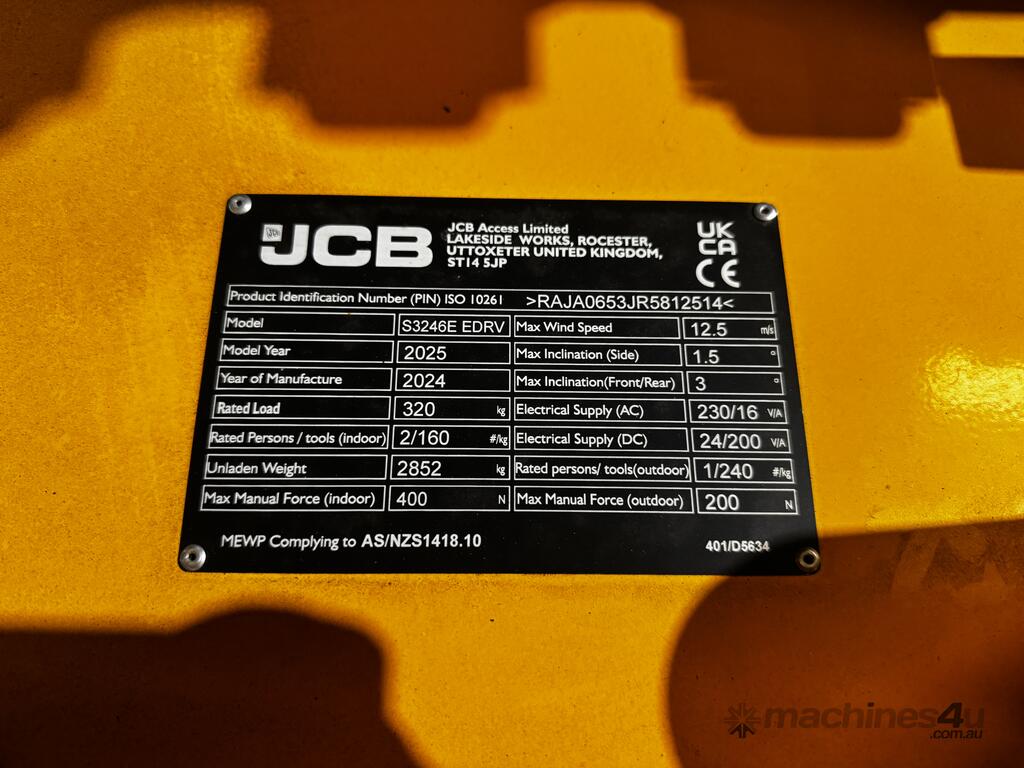 JCB
JCB Access Limited
LAKESIDE WORKS, ROCESTER,
UTTOXETER UNITED KINGDOM,
ST14 5JP
UK
CA
CE
Product Identification Number (PIN) ISO 10261 >RAJA0653JR5812514<
Model S3246E EDRV Max Wind Speed 12.5 m/s
Model Year 2025 Max Inclination (Side) 1.5 °
Year of Manufacture 2024 Max Inclination(Front/Rear) 3 °
Rated Load 320 kg Electrical Supply (AC) 230/16 V/A
Rated Persons / tools (indoor) 2/160 #/kg Electrical Supply (DC) 24/200 V/A
Unladen Weight 2852 kg Rated persons/ tools(outdoor) 1/240 #/kg
Max Manual Force (indoor) 400 N Max Manual Force (outdoor) 200 N
MEWP Complying to AS/NZS1418.10
401/D5634
machines4u
.com.au